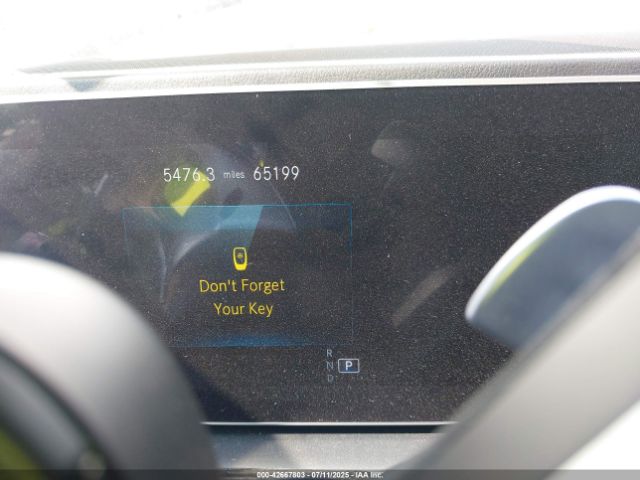 5476.3 miles 65199
Don't Forget
Your Key
R
N P
D
000-42667803 - 07/11/2025 - IAA Inc.